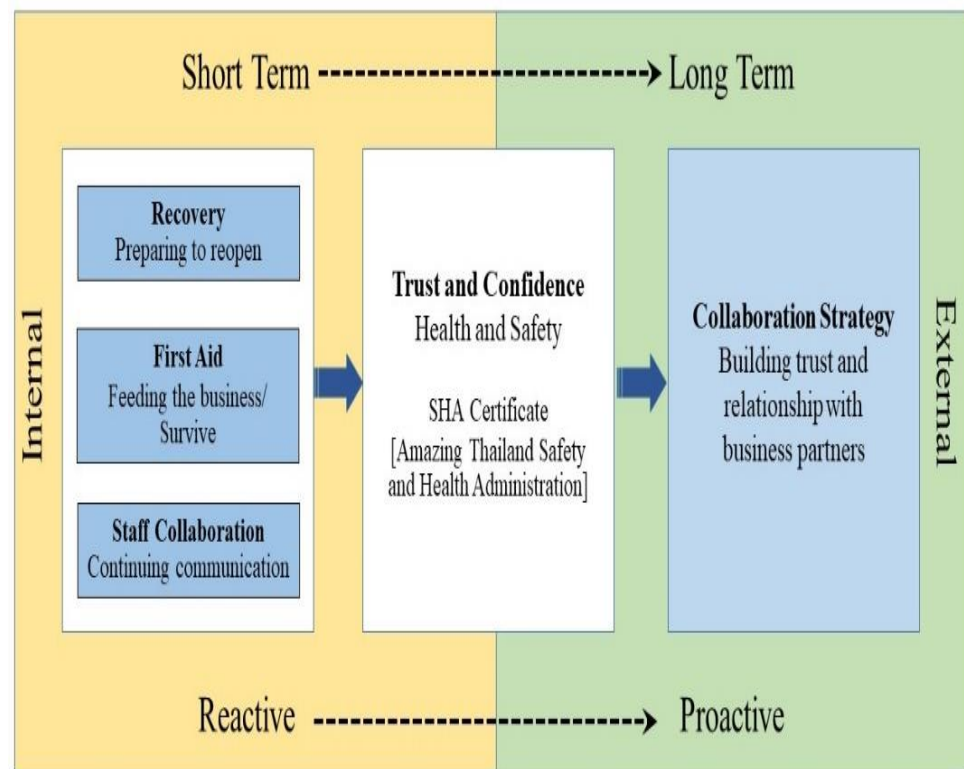 Short Term
Long Term
Internal
Recovery
Preparing to reopen
First Aid
Feeding the business/
Survive
Staff Collaboration
Continuing communication
Trust and Confidence
Health and Safety
SHA Certificate
[Amazing Thailand Safety
and Health Administration]
Collaboration Strategy
Building trust and
relationship with
business partners
External
Reactive
Proactive